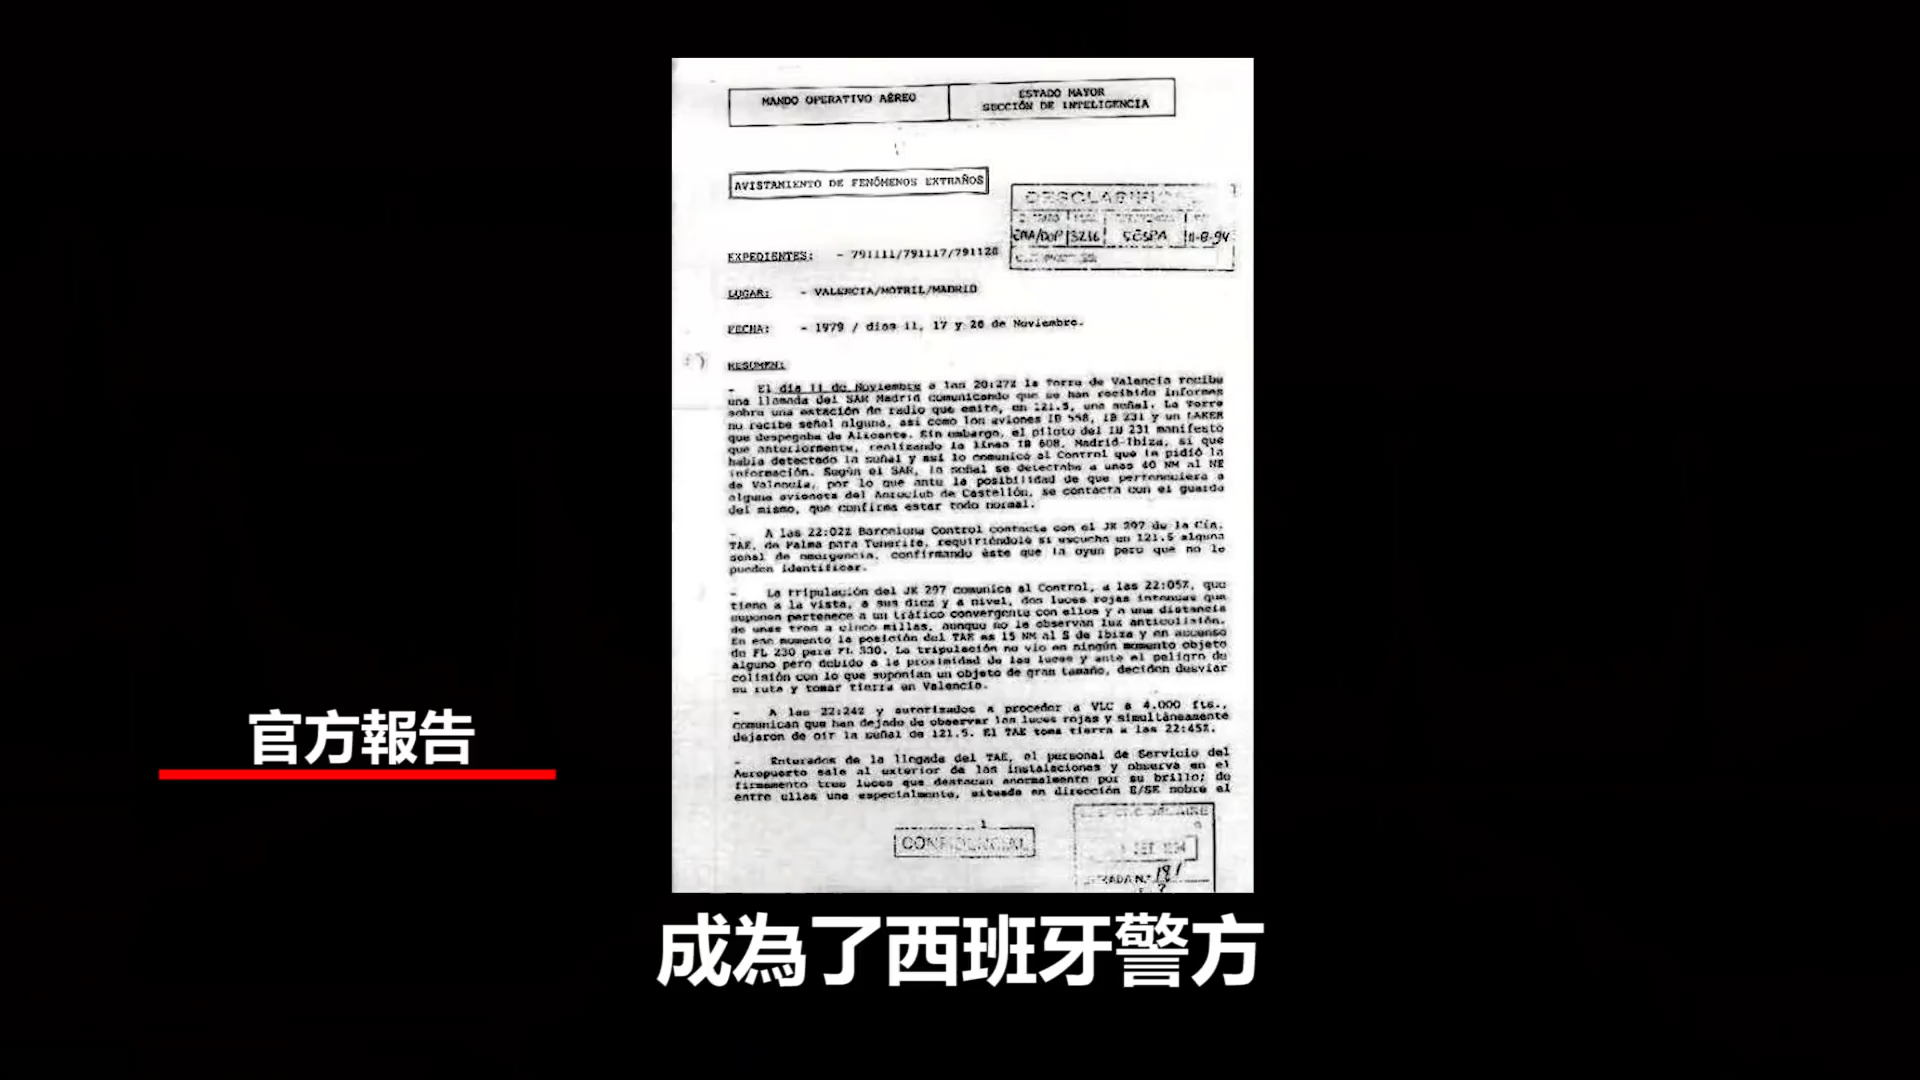 MANDO OPERATIVO AÉREO
ESTADO MAYOR
SECCIÓN DE INTELIGENCIA
AVISTAMIENTO DE FENÓMENOS EXTRAÑOS
EXPEDIENTES: - 791111/791117/791128
LUGAR: - VALENCIA/MOTRIL/MADRID
FECHA: - 1979 / días 11, 17 y 28 de Noviembre.
RESUMEN:
- El día 11 de Noviembre a las 20:27Z la Torre de Valencia recibe
una llamada del SAR Madrid comunicando que se han recibido informes
sobre una estación de radio que emite, en 121.5, una señal. La Torre
no recibe señal alguna, así como los aviones IB 558, IB 231 y un LAKER
que despegaba de Alicante. Sin embargo, el piloto del IB 231 manifestó
que anteriormente, realizando la línea IB 608, Madrid-Ibiza, sí que
había detectado la señal y así lo comunicó al Control que le pidió la
información. Según el SAR, la señal se detectaba a unas 40 NM al NE
de Valencia, por lo que ante la posibilidad de que perteneciera a
alguna avioneta del Aeroclub de Castellón, se contacta con el guarda
del mismo, que confirma estar todo normal.
- A las 22:02Z Barcelona Control contacta con el JK 297 de la Cía.
TAE, de Palma para Tenerife, requiriéndole si escucha en 121.5 alguna
señal de emergencia, confirmando éste que la oyen pero que no la
pueden identificar.
- La tripulación del JK 297 comunica al Control, a las 22:05Z, que
tiene a la vista, a sus diez y a nivel, dos luces rojas intensas que
suponen pertenece a un tráfico convergente con ellos y a una distancia
de unas tres a cinco millas, aunque no le observan luz anticolisión.
En ese momento la posición del TAE es 15 NM al S de Ibiza y en ascenso
de FL 230 para FL 330. La tripulación no vio en ningún momento objeto
alguno pero debido a la proximidad de las luces y ante el peligro de
colisión con lo que suponían un objeto de gran tamaño, deciden desviar
su ruta y tomar tierra en Valencia.
- A las 22:24Z y autorizados a proceder a VLC a 4.000 fts.,
comunican que han dejado de observar las luces rojas y simultáneamente
dejaron de oir la señal de 121.5. El TAE toma tierra a las 22:45Z.
- Enterados de la llegada del TAE, el personal de Servicio del
Aeropuerto sale al exterior de las instalaciones y observa en el
firmamento tres luces que destacan anormalmente por su brillo; de
entre ellas una especialmente, situada en dirección E/SE sobre el
1
CONFIDENCIAL
官方報告
成為了西班牙警方